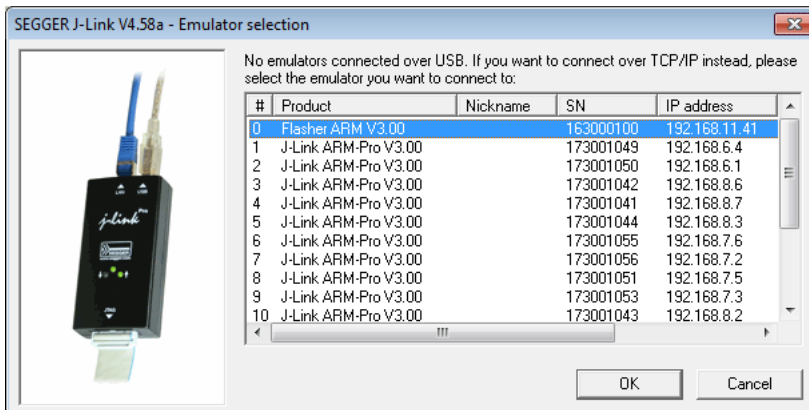 SEGGER J-Link V4.58a - Emulator selection
No emulators connected over USB. If you want to connect over TCP/IP instead, please
select the emulator you want to connect to:
# Product Nickname SN IP address
0 Flasher ARM V3.00 163000100 192.168.11.41
1 J-Link ARM-Pro V3.00 173001049 192.168.6.4
2 J-Link ARM-Pro V3.00 173001050 192.168.6.1
3 J-Link ARM-Pro V3.00 173001042 192.168.8.6
4 J-Link ARM-Pro V3.00 173001041 192.168.8.7
5 J-Link ARM-Pro V3.00 173001044 192.168.8.3
6 J-Link ARM-Pro V3.00 173001055 192.168.7.6
7 J-Link ARM-Pro V3.00 173001056 192.168.7.2
8 J-Link ARM-Pro V3.00 173001051 192.168.7.5
9 J-Link ARM-Pro V3.00 173001053 192.168.7.3
10 J-Link ARM-Pro V3.00 173001043 192.168.8.2
LAN USB
J-Link Pro
JTAG
OK Cancel